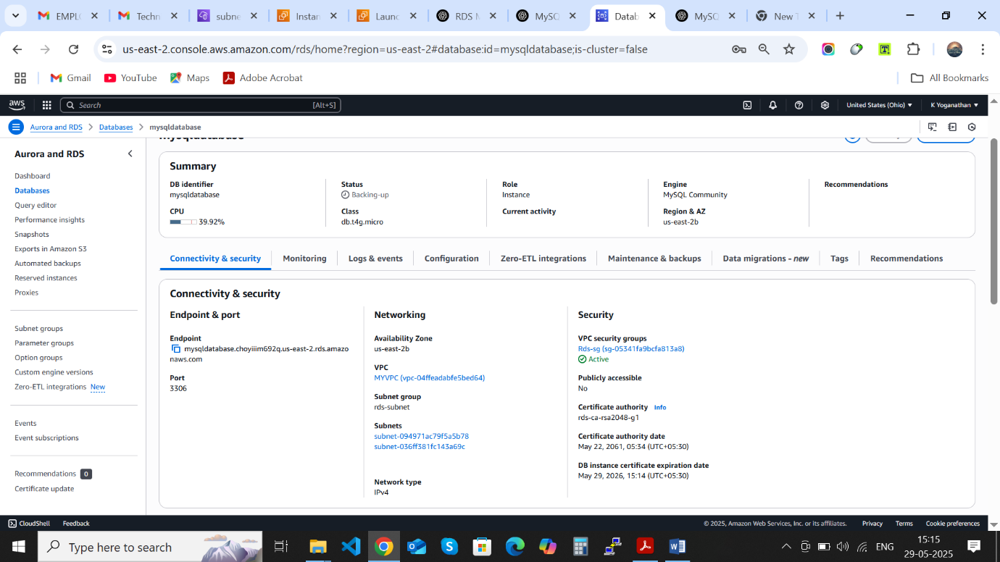 EMPL
Techn
subne
Instan
Launc
RDS M
MySQ
Datab
MySQ
New T
us-east-2.console.aws.amazon.com/rds/home?region=us-east-2#database:id=mysqldatabase;is-cluster=false
Gmail
YouTube
Maps
Adobe Acrobat
All Bookmarks
aws
Search
[Alt+S]
United States (Ohio)
K Yoganathan
Aurora and RDS
Databases
mysqldatabase
Aurora and RDS
Dashboard
Databases
Query editor
Performance insights
Snapshots
Exports in Amazon S3
Automated backups
Reserved instances
Proxies
Subnet groups
Parameter groups
Option groups
Custom engine versions
Zero-ETL integrations New
Events
Event subscriptions
Recommendations 0
Certificate update
mysqldatabase
Summary
DB identifier
mysqldatabase
CPU
39.92%
Status
Backing-up
Class
db.t4g.micro
Role
Instance
Current activity
Engine
MySQL Community
Region & AZ
us-east-2b
Recommendations
Connectivity & security
Monitoring
Logs & events
Configuration
Zero-ETL integrations
Maintenance & backups
Data migrations - new
Tags
Recommendations
Connectivity & security
Endpoint & port
Endpoint
mysqldatabase.choyiiim692q.us-east-2.rds.amazo
naws.com
Port
3306
Networking
Availability Zone
us-east-2b
VPC
MYVPC (vpc-04ffeadabfe5bed64)
Subnet group
rds-subnet
Subnets
subnet-094971ac79f5a5b78
subnet-036ff381fc143a69c
Network type
IPv4
Security
VPC security groups
Rds-sg (sg-05341fa9bcfa813a8)
Active
Publicly accessible
No
Certificate authority Info
rds-ca-rsa2048-g1
Certificate authority date
May 22, 2061, 05:34 (UTC+05:30)
DB instance certificate expiration date
May 29, 2026, 15:14 (UTC+05:30)
CloudShell
Feedback
© 2025, Amazon Web Services, Inc. or its affiliates.
Privacy
Terms
Cookie preferences
Type here to search
ENG
15:15
29-05-2025